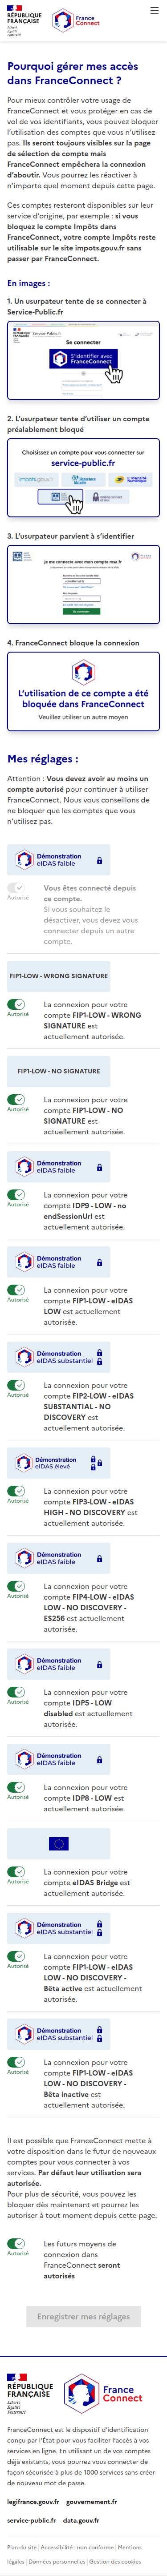 RÉPUBLIQUE
FRANÇAISE
Liberté
Égalité
Fraternité
France
Connect
Pourquoi gérer mes accès
dans FranceConnect ?
Pour mieux contrôler votre usage de
FranceConnect et vous protéger en cas de
vol de vos identifiants, vous pouvez bloquer
l’utilisation des comptes que vous n’utilisez
pas. Ils seront toujours visibles sur la page
de sélection de compte mais
FranceConnect empêchera la connexion
d’aboutir. Vous pouvez les réactiver à
n’importe quel moment depuis cette page.
Ces comptes resteront disponibles sur leur
service d’origine, par exemple : si vous
bloquez le compte Impôts dans
FranceConnect, votre compte Impôts reste
utilisable sur le site impots.gouv.fr sans
passer par FranceConnect.
En images :
1. Un usurpateur tente de se connecter à
Service-Public.fr
Service-Public.fr
Se connecter
S’identifier avec
FranceConnect
2. L’usurpateur tente d’utiliser un compte
préalablement bloqué
Choisissez un compte pour vous connecter sur
service-public.fr
impots.gouv.fr
l’Assurance
Maladie
L’IDENTITÉ
NUMÉRIQUE
3. L’usurpateur parvient à s’identifier
Je me connecte avec mon compte msa.fr
4. FranceConnect bloque la connexion
L’utilisation de ce compte a été
bloquée dans FranceConnect
Veuillez utiliser un autre moyen
Mes réglages :
Attention : Vous devez avoir au moins un
compte autorisé pour continuer à utiliser
FranceConnect. Nous vous conseillons de
ne bloquer que les comptes que vous
n’utilisez pas.
Démonstration
eIDAS faible
Autorisé
Vous êtes connecté depuis
ce compte.
Si vous souhaitez le
désactiver, vous devez vous
connecter depuis un autre
compte.
FIP1-LOW - WRONG SIGNATURE
Autorisé
La connexion pour votre
compte FIP1-LOW - WRONG
SIGNATURE est
actuellement autorisée.
FIP1-LOW - NO SIGNATURE
Autorisé
La connexion pour votre
compte FIP1-LOW - NO
SIGNATURE est
actuellement autorisée.
Démonstration
eIDAS faible
Autorisé
La connexion pour votre
compte IDP9 - LOW - no
endSessionUrl est
actuellement autorisée.
Démonstration
eIDAS faible
Autorisé
La connexion pour votre
compte FIP1-LOW - eIDAS
LOW est actuellement
autorisée.
Démonstration
eIDAS substantiel
Autorisé
La connexion pour votre
compte FIP2-LOW - eIDAS
SUBSTANTIAL - NO
DISCOVERY est
actuellement autorisée.
Démonstration
eIDAS élevé
Autorisé
La connexion pour votre
compte FIP3-LOW - eIDAS
HIGH - NO DISCOVERY est
actuellement autorisée.
Démonstration
eIDAS faible
Autorisé
La connexion pour votre
compte FIP4-LOW - eIDAS
LOW - NO DISCOVERY -
ES256 est actuellement
autorisée.
Démonstration
eIDAS faible
Autorisé
La connexion pour votre
compte IDP5 - LOW
disabled est actuellement
autorisée.
Démonstration
eIDAS faible
Autorisé
La connexion pour votre
compte IDP8 - LOW est
actuellement autorisée.
Autorisé
La connexion pour votre
compte eIDAS Bridge est
actuellement autorisée.
Démonstration
eIDAS substantiel
Autorisé
La connexion pour votre
compte FIP1-LOW - eIDAS
LOW - NO DISCOVERY -
Bêta active est actuellement
autorisée.
Démonstration
eIDAS substantiel
Autorisé
La connexion pour votre
compte FIP1-LOW - eIDAS
LOW - NO DISCOVERY -
Bêta inactive est
actuellement autorisée.
Il est possible que FranceConnect mette à
votre disposition dans le futur de nouveaux
comptes pour vous connecter à vos
services. Par défaut leur utilisation sera
autorisée.
Par plus de sécurité, vous pouvez les
bloquer dès maintenant et pourrez les
autoriser à tout moment depuis cette page.
Autorisé
Les futurs moyens de
connexion dans
FranceConnect seront
autorisés
Enregistrer mes réglages
RÉPUBLIQUE
FRANÇAISE
Liberté
Égalité
Fraternité
France
Connect
FranceConnect est le dispositif d’identification
conçu par l’État pour vous faciliter l’accès à vos
services en ligne. En utilisant un de vos comptes
déjà existants, vous pourrez vous connecter de
façon sécurisée à plus de 1000 services sans créer
de nouveau mot de passe.
legifrance.gouv.fr gouvernement.fr
service-public.fr data.gouv.fr
Plan du site Accessibilité : non conforme Mentions
légales Données personnelles Gestion des cookies